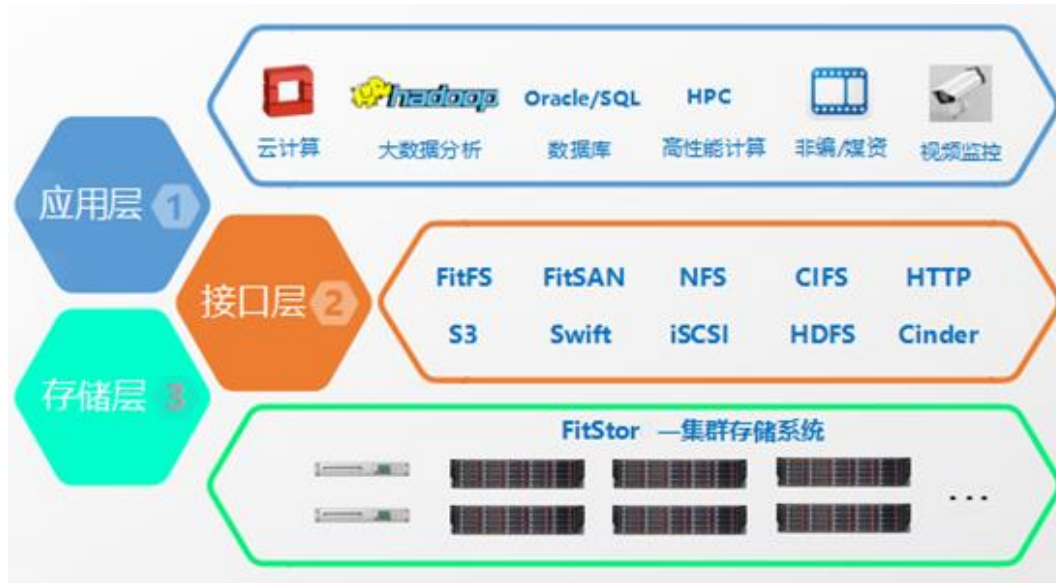 hadoop
Oracle/SQL
HPC
云计算
大数据分析
数据库
高性能计算
非编/媒资
视频监控
应用层 1
接口层 2
FitFS FitSAN NFS CIFS HTTP
S3 Swift iSCSI HDFS Cinder
存储层 3
FitStor —集群存储系统
...